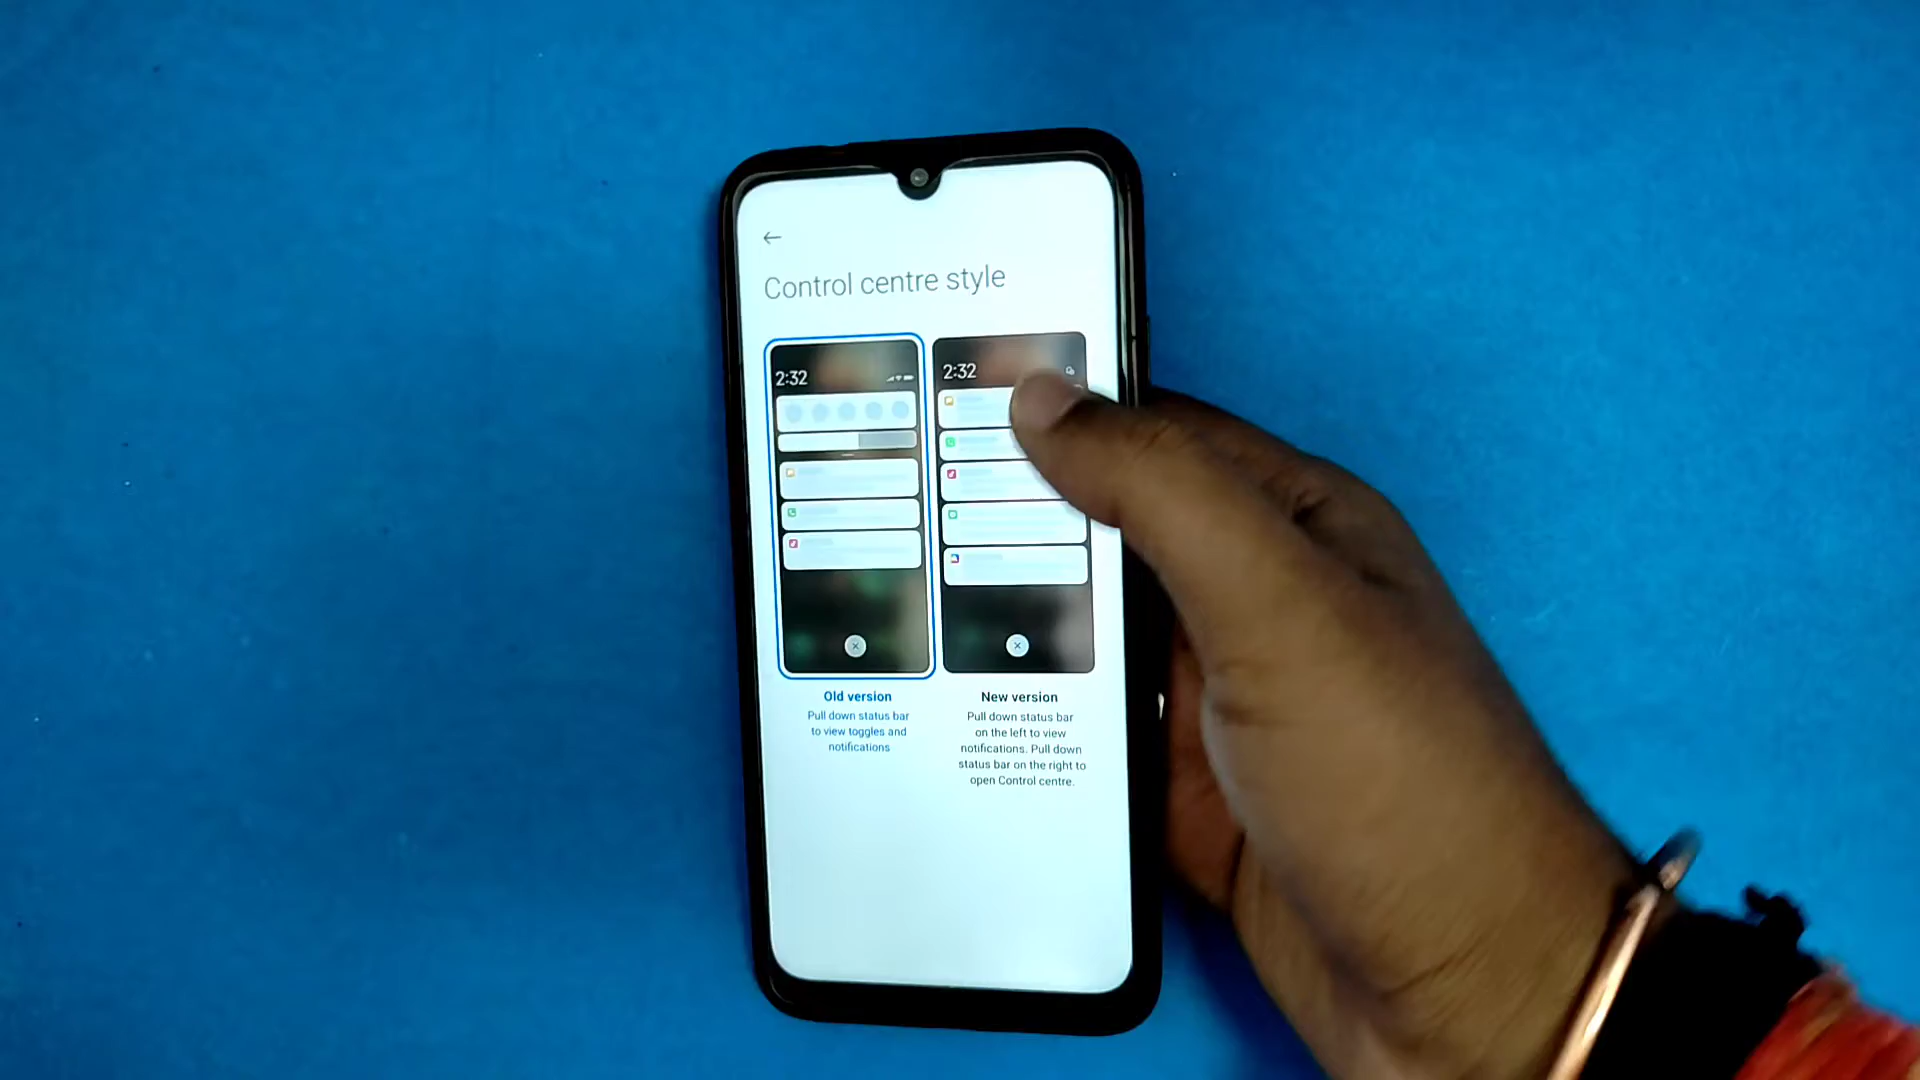 Control centre style
2:32
2:32
Old version
Pull down status bar
to view toggles and
notifications
New version
Pull down status bar
on the left to view
notifications. Pull down
status bar on the right to
open Control centre.